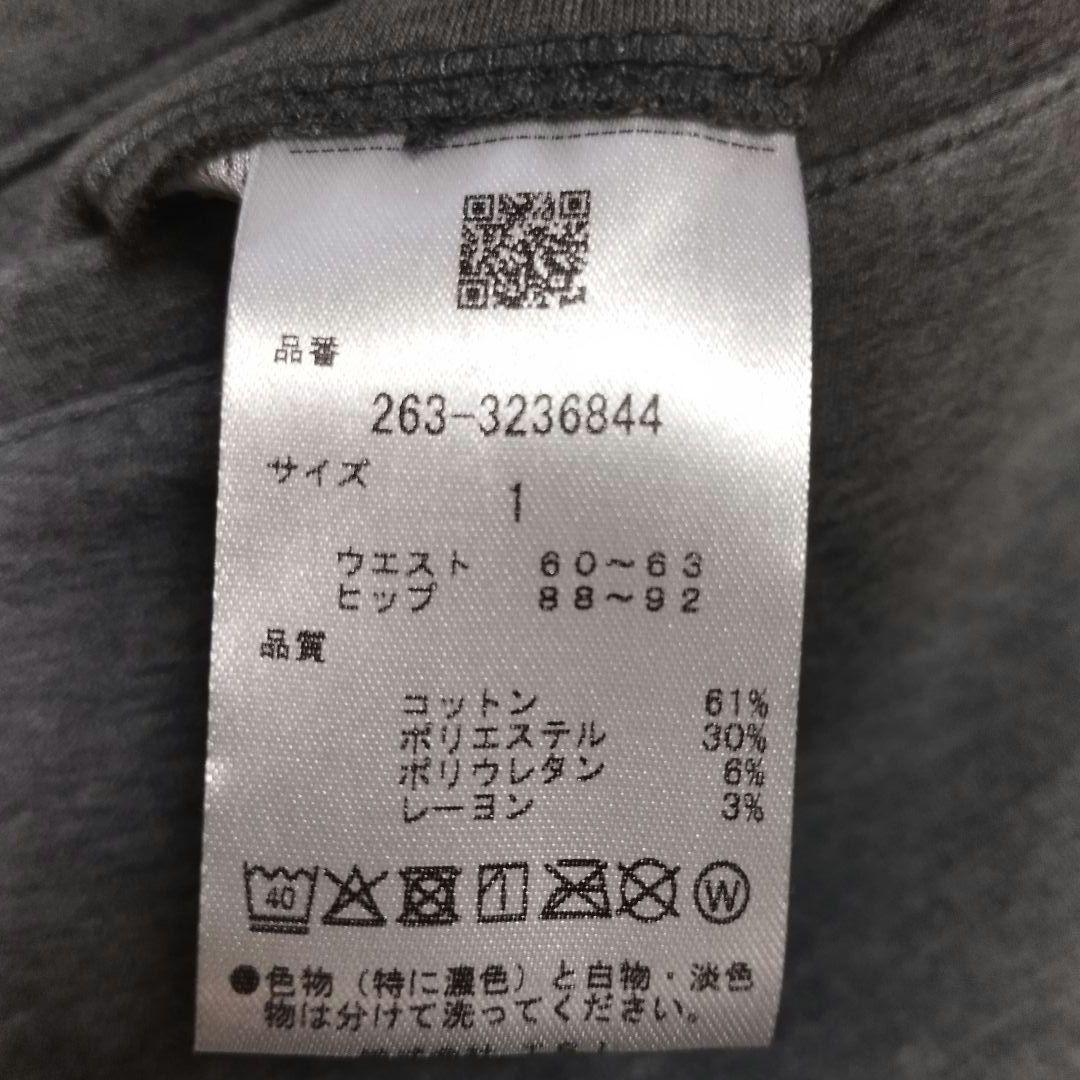 品番
263-3236844
サイズ
1
ウエスト 60~63
ヒップ 88~92
品質
コットン 61%
ポリエステル 30%
ポリウレタン 6%
レーヨン 3%
40 W
●色物(特に濃色)と白物・淡色
物は分けて洗ってください。